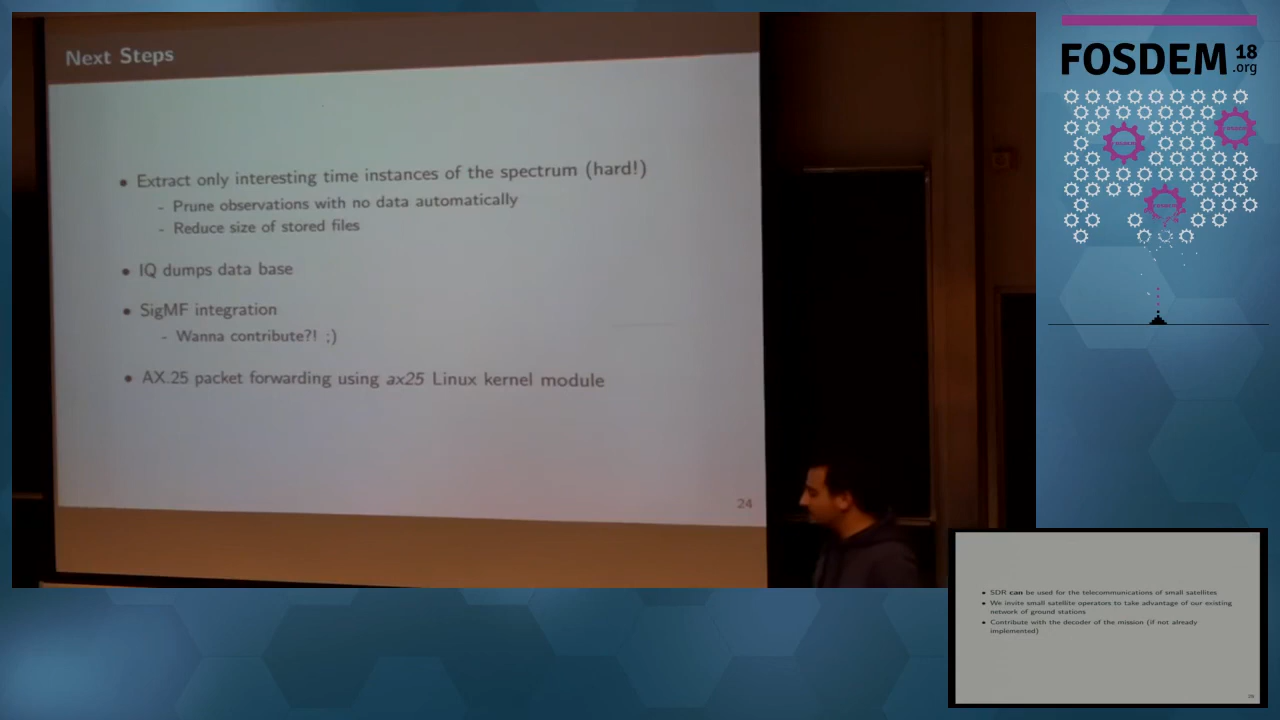 Next Steps
• Extract only interesting time instances of the spectrum (hard!)
- Prune observations with no data automatically
- Reduce size of stored files
• IQ dumps data base
• SigMF integration
- Wanna contribute?! ;)
• AX.25 packet forwarding using ax25 Linux kernel module
24
FOSDEM 18
.org
• SDR can be used for the telecommunications of small satellites
• We invite small satellite operators to take advantage of our existing
network of ground stations
• Contribute with the decoder of the mission (if not already
implemented)